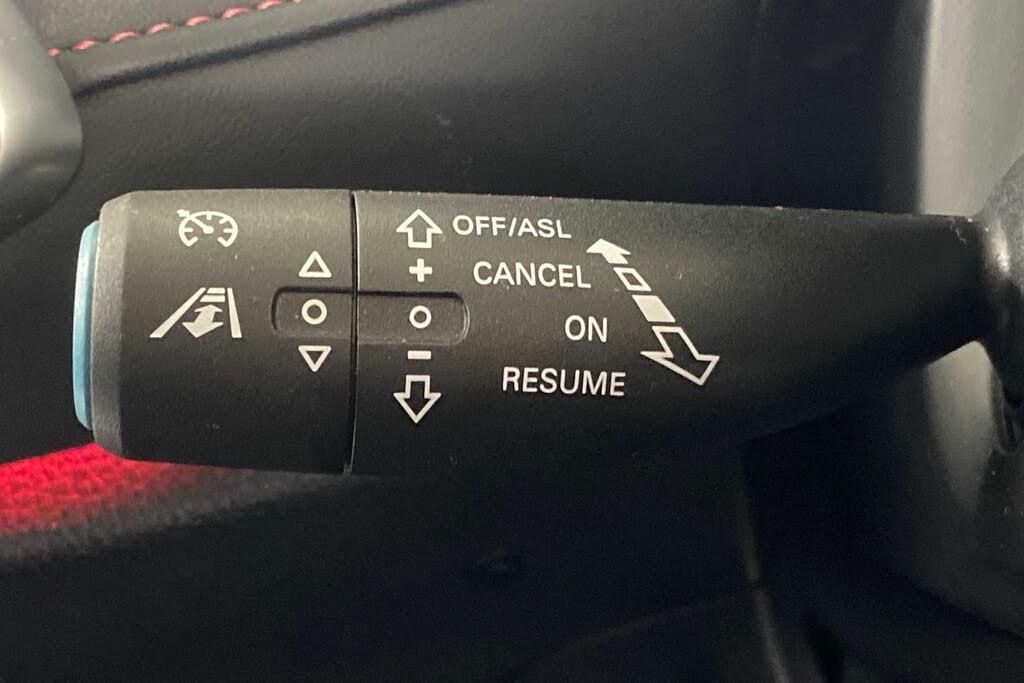 OFF/ASL
+
CANCEL
ON
-
RESUME